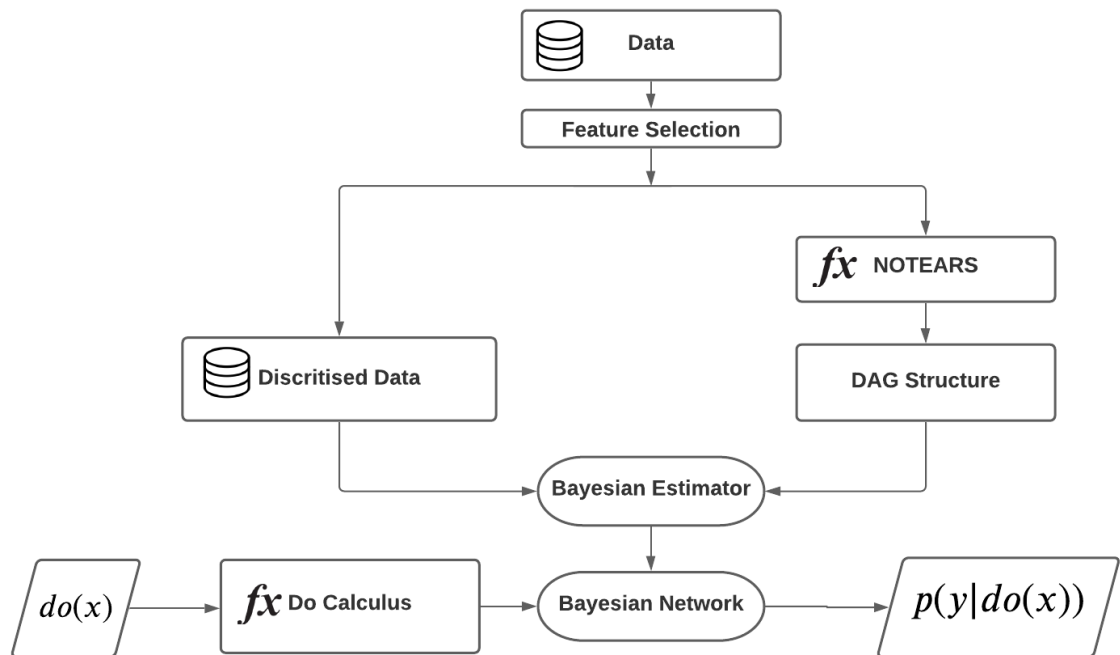 Data
Feature Selection
fx NOTEARS
Discritised Data
DAG Structure
Bayesian Estimator
do(x)
fx Do Calculus
Bayesian Network
p(y|do(x))